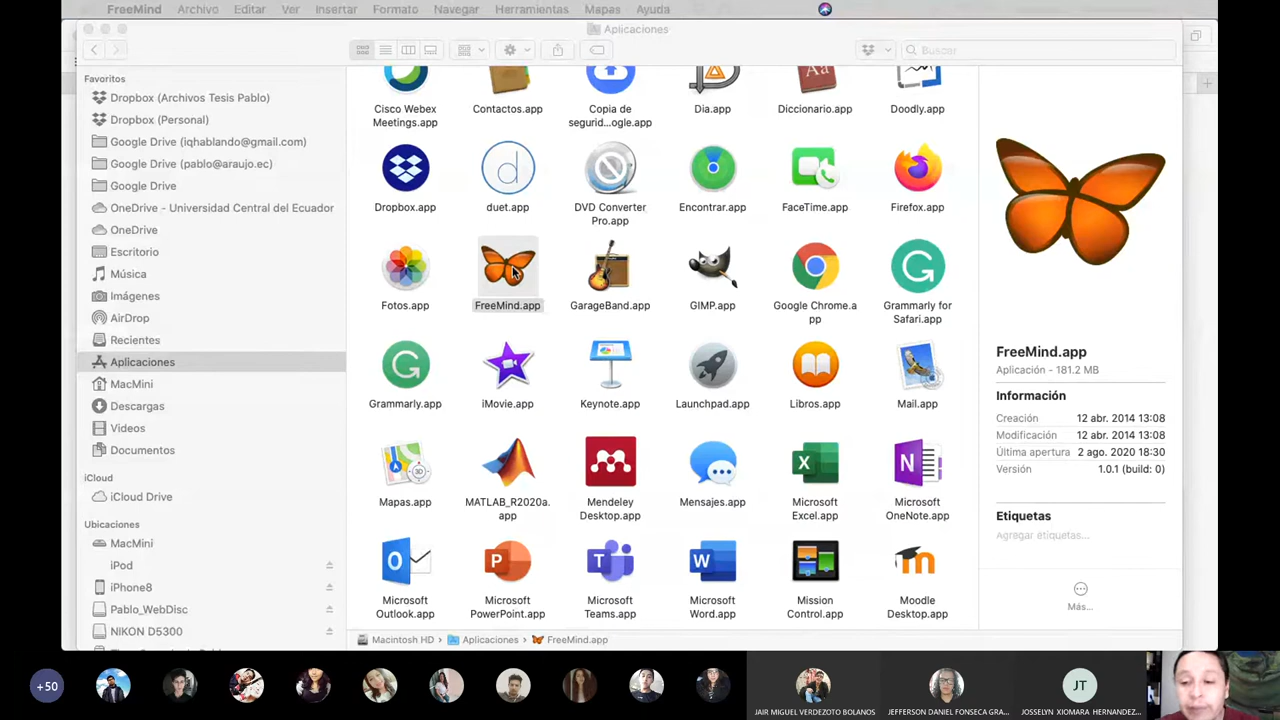 FreeMind Archivo Editar Ver Insertar Formato Navegar Herramientas Mapas Ayuda
Aplicaciones
Buscar
Favoritos
Dropbox (Archivos Tesis Pablo)
Dropbox (Personal)
Google Drive (iqhablando@gmail.com)
Google Drive (pablo@araujo.ec)
Google Drive
OneDrive - Universidad Central del Ecuador
OneDrive
Escritorio
Música
Imágenes
AirDrop
Recientes
Aplicaciones
MacMini
Descargas
Videos
Documentos
iCloud
iCloud Drive
Ubicaciones
MacMini
iPod
iPhone8
Pablo_WebDisc
NIKON D5300
Cisco Webex
Meetings.app
Contactos.app
Copia de
segurid...ogle.app
Dia.app
Aa
Diccionario.app
Doodly.app
Dropbox.app
d
duet.app
DVD Converter
Pro.app
Encontrar.app
FaceTime.app
Firefox.app
Fotos.app
FreeMind.app
GarageBand.app
GIMP.app
Google Chrome.a
pp
G
Grammarly for
Safari.app
G
Grammarly.app
iMovie.app
Keynote.app
Launchpad.app
Libros.app
Mail.app
3D
Mapas.app
MATLAB_R2020a.
app
Mendeley
Desktop.app
Mensajes.app
X
Microsoft
Excel.app
N
Microsoft
OneNote.app
O
Microsoft
Outlook.app
P
Microsoft
PowerPoint.app
T
Microsoft
Teams.app
W
Microsoft
Word.app
Mission
Control.app
m
Moodle
Desktop.app
FreeMind.app
Aplicación - 181.2 MB
Información
Creación 12 abr. 2014 13:08
Modificación 12 abr. 2014 13:08
Última apertura 2 ago. 2020 18:30
Versión 1.0.1 (build: 0)
Etiquetas
Agregar etiquetas...
Más...
Macintosh HD › Aplicaciones › FreeMind.app
+50
JAIR MIGUEL VERDEZOTO BOLANOS
JEFFERSON DANIEL FONSECA GRA...
JT
JOSSELYN XIOMARA HERNANDEZ...